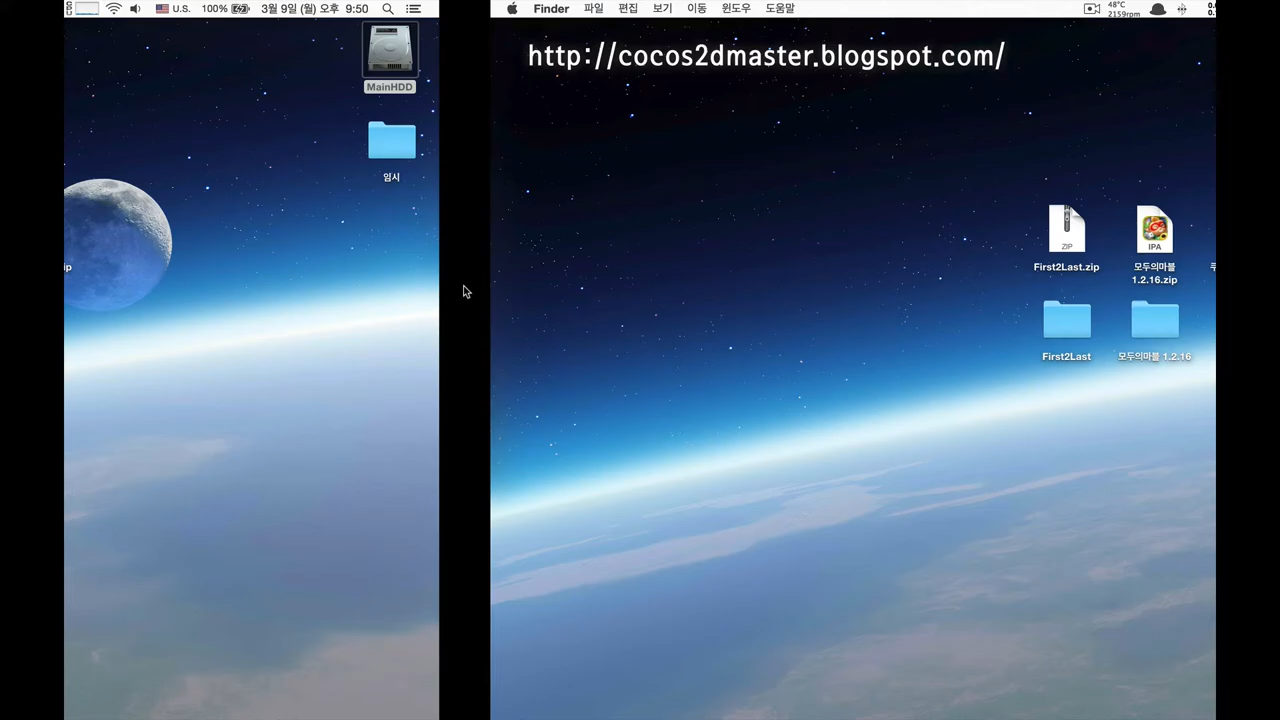 U.S. 100% 3월 9일 (월) 오후 9:50
MainHDD
임시
ip
Finder 파일 편집 보기 이동 윈도우 도움말
48°C
2159rpm
http://cocos2dmaster.blogspot.com/
ZIP
IPA
First2Last.zip
모두의마블
1.2.16.zip
First2Last
모두의마블 1.2.16